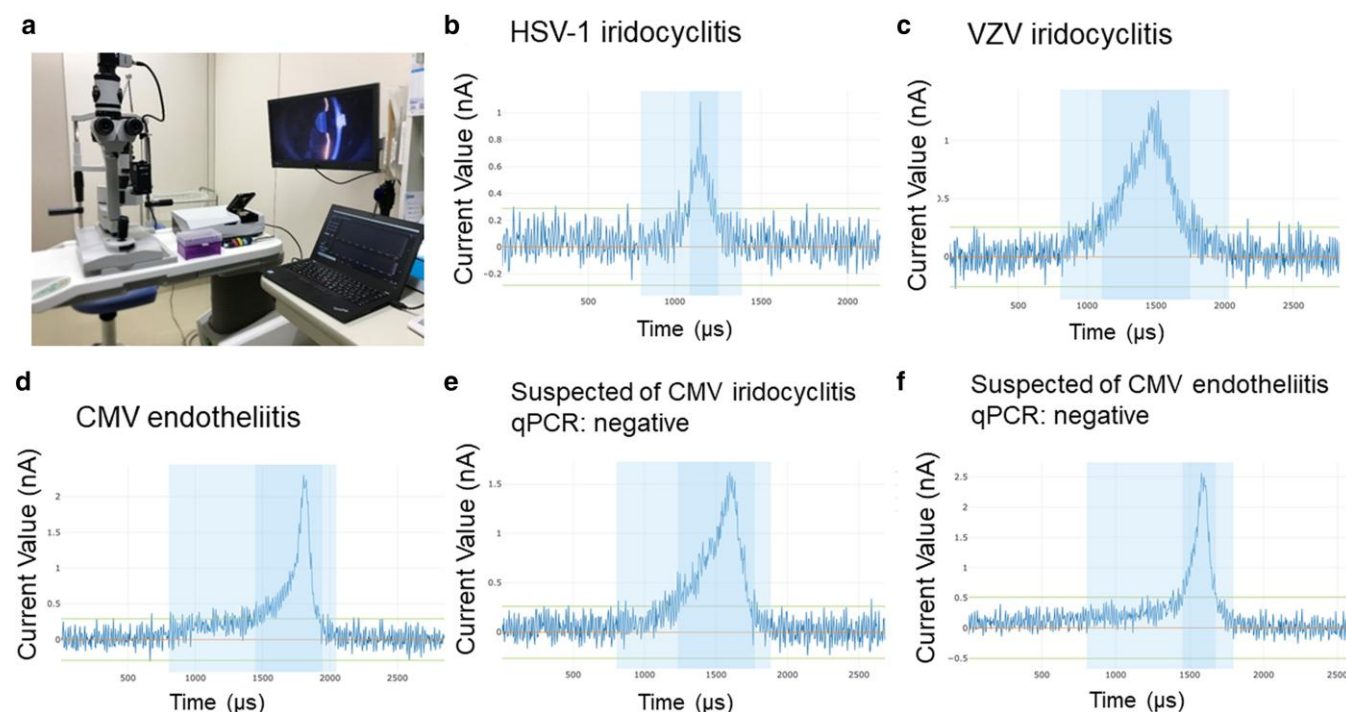 a
b HSV-1 iridocyclitis
c VZV iridocyclitis
Current Value (nA)
1
0.8
0.6
0.4
0.2
0
−0.2
500 1000 1500 2000
Time (µs)
Current Value (nA)
1
0.5
0
500 1000 1500 2000 2500
Time (µs)
d CMV endotheliitis
e Suspected of CMV iridocyclitis
qPCR: negative
f Suspected of CMV endotheliitis
qPCR: negative
Current Value (nA)
2
1.5
1
0.5
0
500 1000 1500 2000 2500
Time (µs)
Current Value (nA)
1.5
1
0.5
0
500 1000 1500 2000 2500
Time (µs)
Current Value (nA)
2.5
2
1.5
1
0.5
0
−0.5
500 1000 1500 2000 2500
Time (µs)